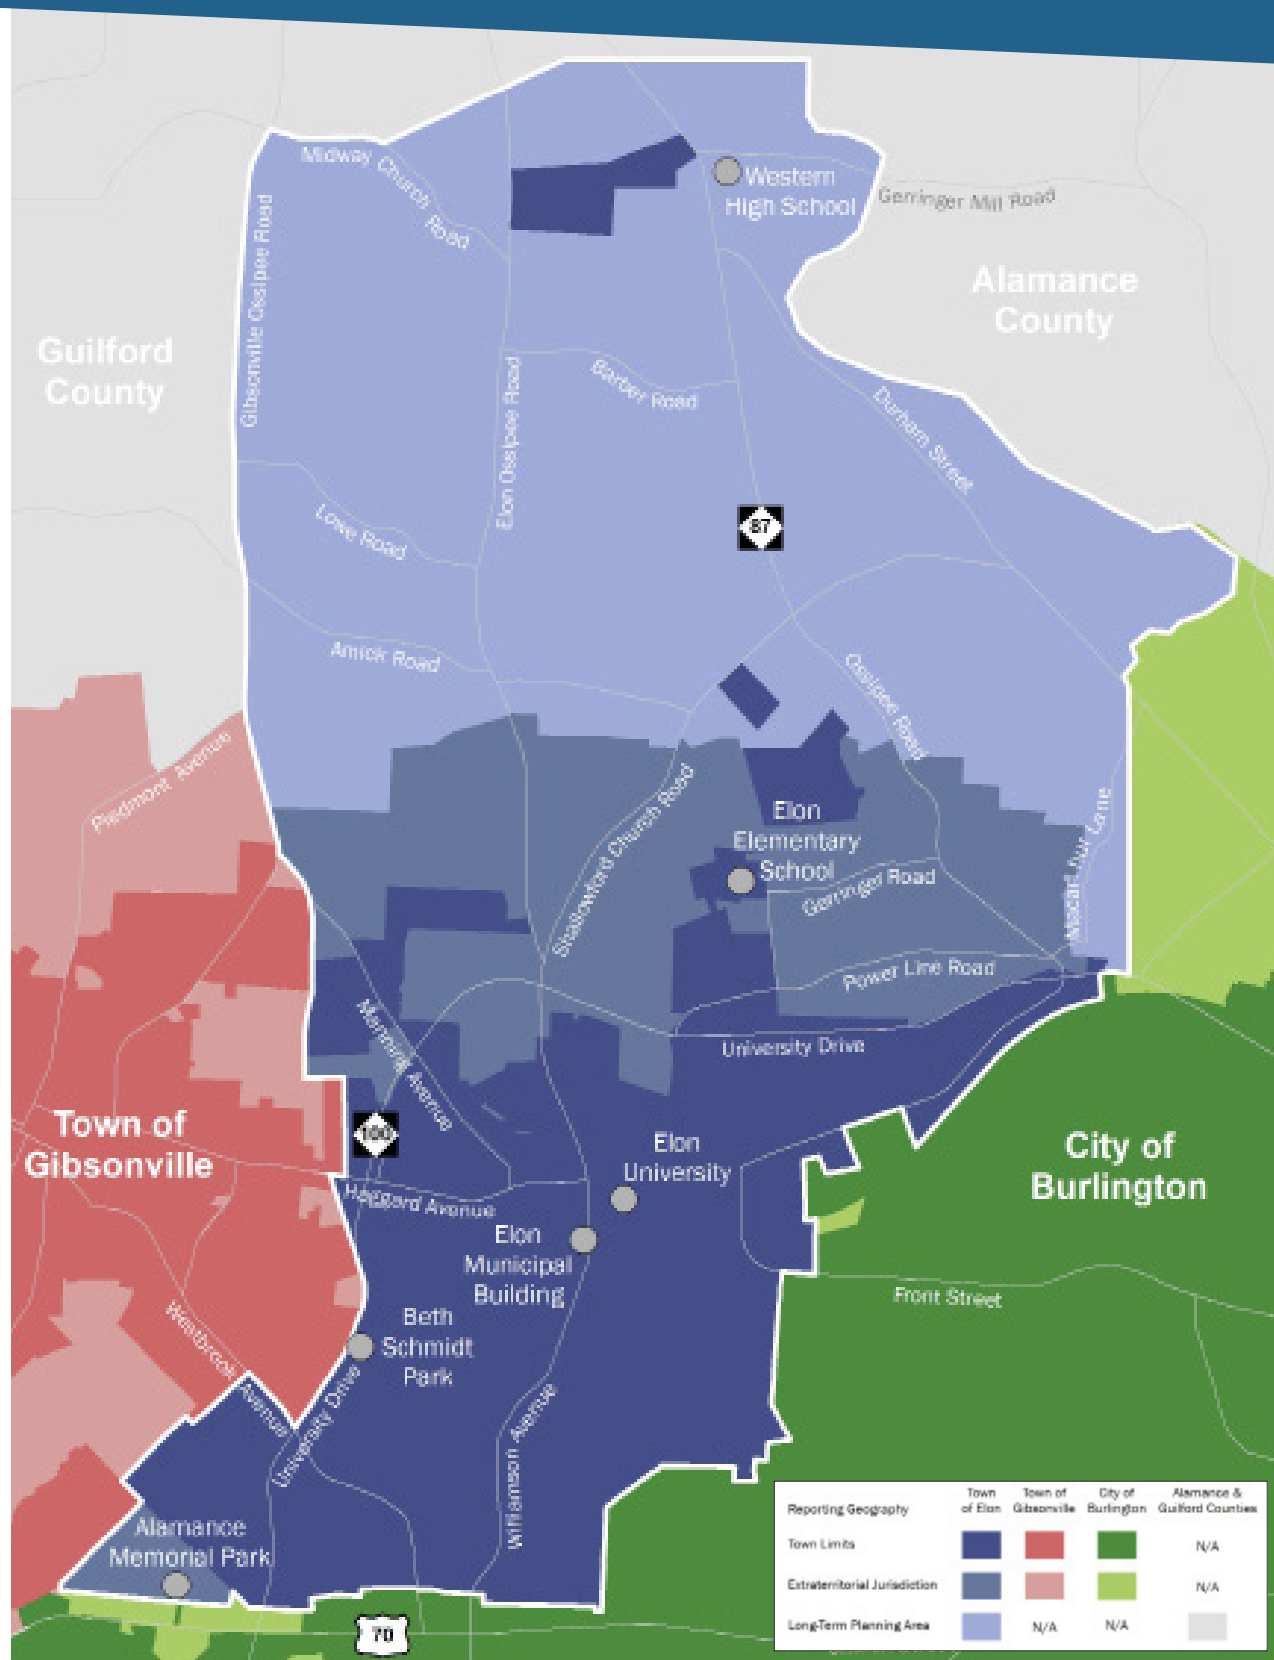 Midway Church Road
Western
High School
Gerringer Mill Road
Gibsonville Ossipee Road
Alamance
County
Guilford
County
Elon Ossipee Road
Barber Road
Durham Street
87
Lowe Road
Amick Road
Ossipee Road
Piedmont Avenue
Shallowford Church Road
Elon
Elementary
School
Gerringer Road
Lane
Power Line Road
Manning Avenue
University Drive
100
Town of
Gibsonville
Elon
University
City of
Burlington
Haggard Avenue
Elon
Municipal
Building
Front Street
Beth
Schmidt
Park
Westbrook Avenue
University Drive
Williamson Avenue
Alamance
Memorial Park
70
Reporting Geography
Town of Elon
Town of Gibsonville
City of Burlington
Alamance & Guilford Counties
Town Limits
N/A
Extraterritorial Jurisdiction
N/A
Long-Term Planning Area
N/A
N/A